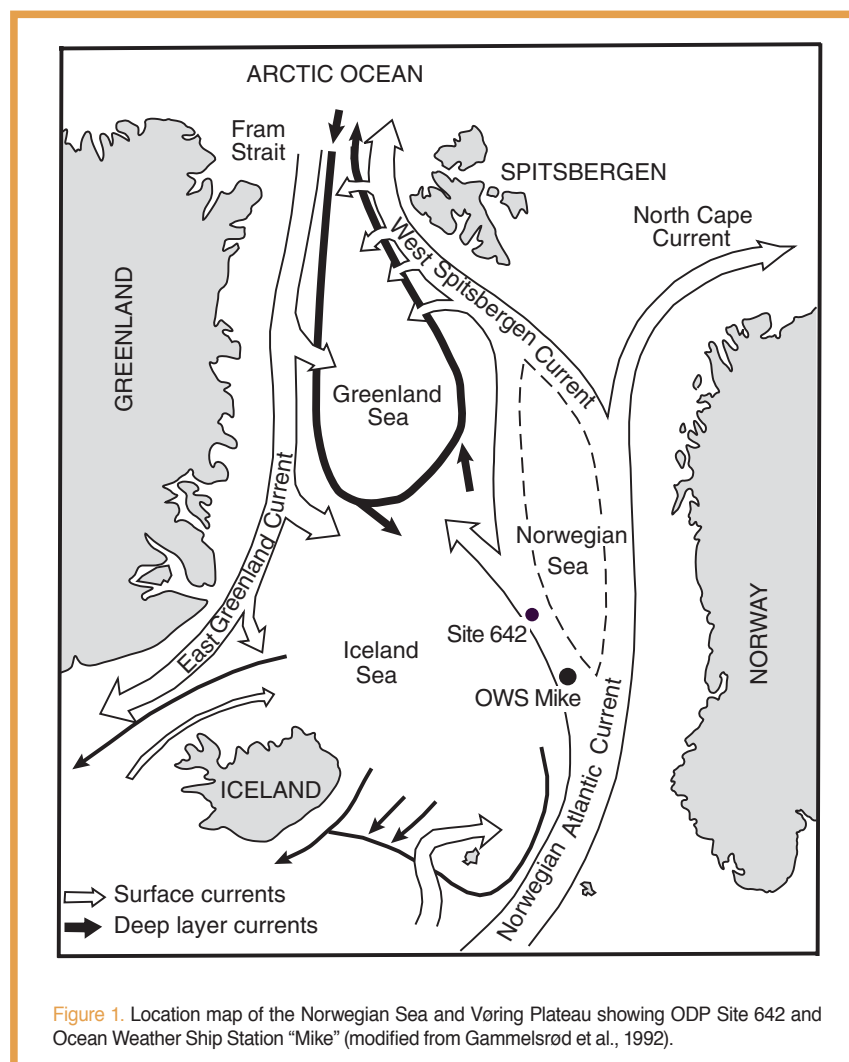 ARCTIC OCEAN
Fram
Strait
SPITSBERGEN
North Cape
Current
West Spitsbergen Current
GREENLAND
Greenland
Sea
East Greenland Current
Norwegian
Sea
Site 642
Iceland
Sea
OWS Mike
NORWAY
Norwegian Atlantic Current
ICELAND
Surface currents
Deep layer currents
Figure 1. Location map of the Norwegian Sea and Vøring Plateau showing ODP Site 642 and
Ocean Weather Ship Station “Mike” (modified from Gammelsrød et al., 1992).